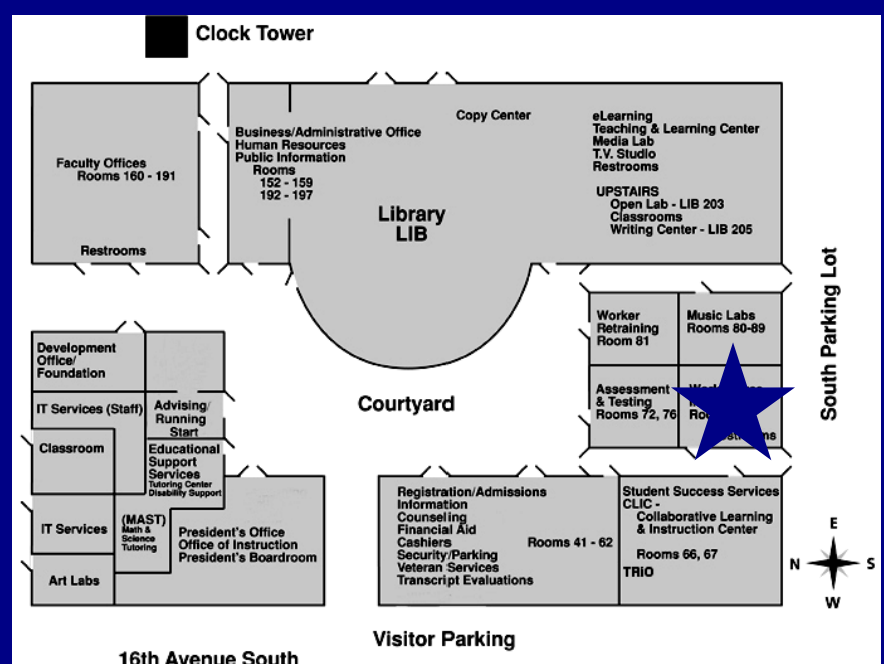 Clock Tower
Faculty Offices
Rooms 160 - 191
Restrooms
Business/Administrative Office
Human Resources
Public Information
Rooms
152 - 159
192 - 197
Copy Center
Library
LIB
eLearning
Teaching & Learning Center
Media Lab
T.V. Studio
Restrooms
UPSTAIRS
Open Lab - LIB 203
Classrooms
Writing Center - LIB 205
South Parking Lot
Worker
Retraining
Room 81
Music Labs
Rooms 80-89
Assessment
& Testing
Rooms 72, 76
Development
Office/
Foundation
IT Services (Staff)
Advising/
Running
Start
Classroom
Educational
Support
Services
Tutoring Center
Disability Support
IT Services
(MAST)
Math &
Science
Tutoring
Art Labs
President's Office
Office of Instruction
President's Boardroom
Courtyard
Registration/Admissions
Information
Counseling
Financial Aid
Cashiers
Security/Parking
Veteran Services
Transcript Evaluations
Rooms 41 - 62
Student Success Services
CLIC -
Collaborative Learning
& Instruction Center
Rooms 66, 67
TRiO
E
N
S
W
Visitor Parking
16th Avenue South